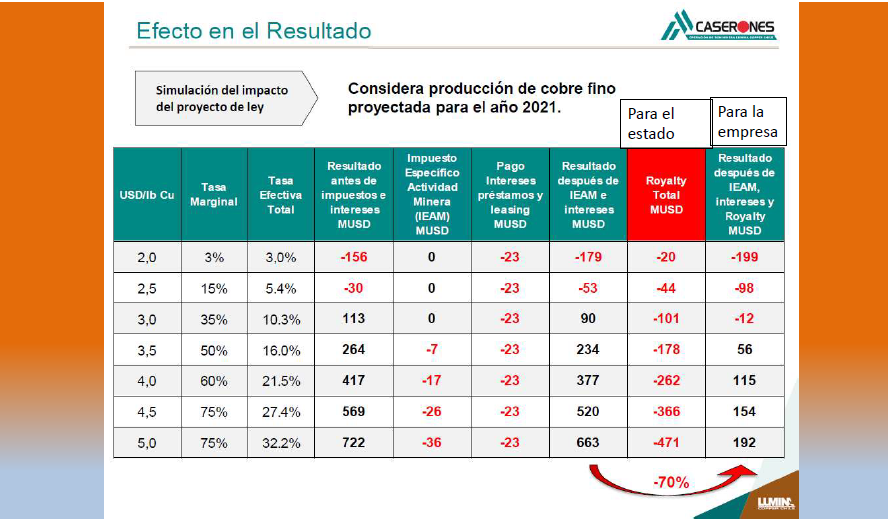 Efecto en el Resultado
CASERONES
Simulación del impacto
del proyecto de ley
Considera producción de cobre fino
proyectada para el año 2021.
Para el
estado
Para la
empresa
USD/lb Cu
Tasa
Marginal
Tasa
Efectiva
Total
Resultado
antes de
impuestos e
intereses
MUSD
Impuesto
Específico
Actividad
Minera
(IEAM)
MUSD
Pago
Intereses
préstamos y
leasing
MUSD
Resultado
después de
IEAM e
intereses
MUSD
Royalty
Total
MUSD
Resultado
después de
IEAM,
intereses y
Royalty
MUSD
2,0 3% 3,0% -156 0 -23 -179 -20 -199
2,5 15% 5.4% -30 0 -23 -53 -44 -98
3,0 35% 10.3% 113 0 -23 90 -101 -12
3,5 50% 16.0% 264 -7 -23 234 -178 56
4,0 60% 21.5% 417 -17 -23 377 -262 115
4,5 75% 27.4% 569 -26 -23 520 -366 154
5,0 75% 32.2% 722 -36 -23 663 -471 192
-70%
LUMINA
COPPER CHILE